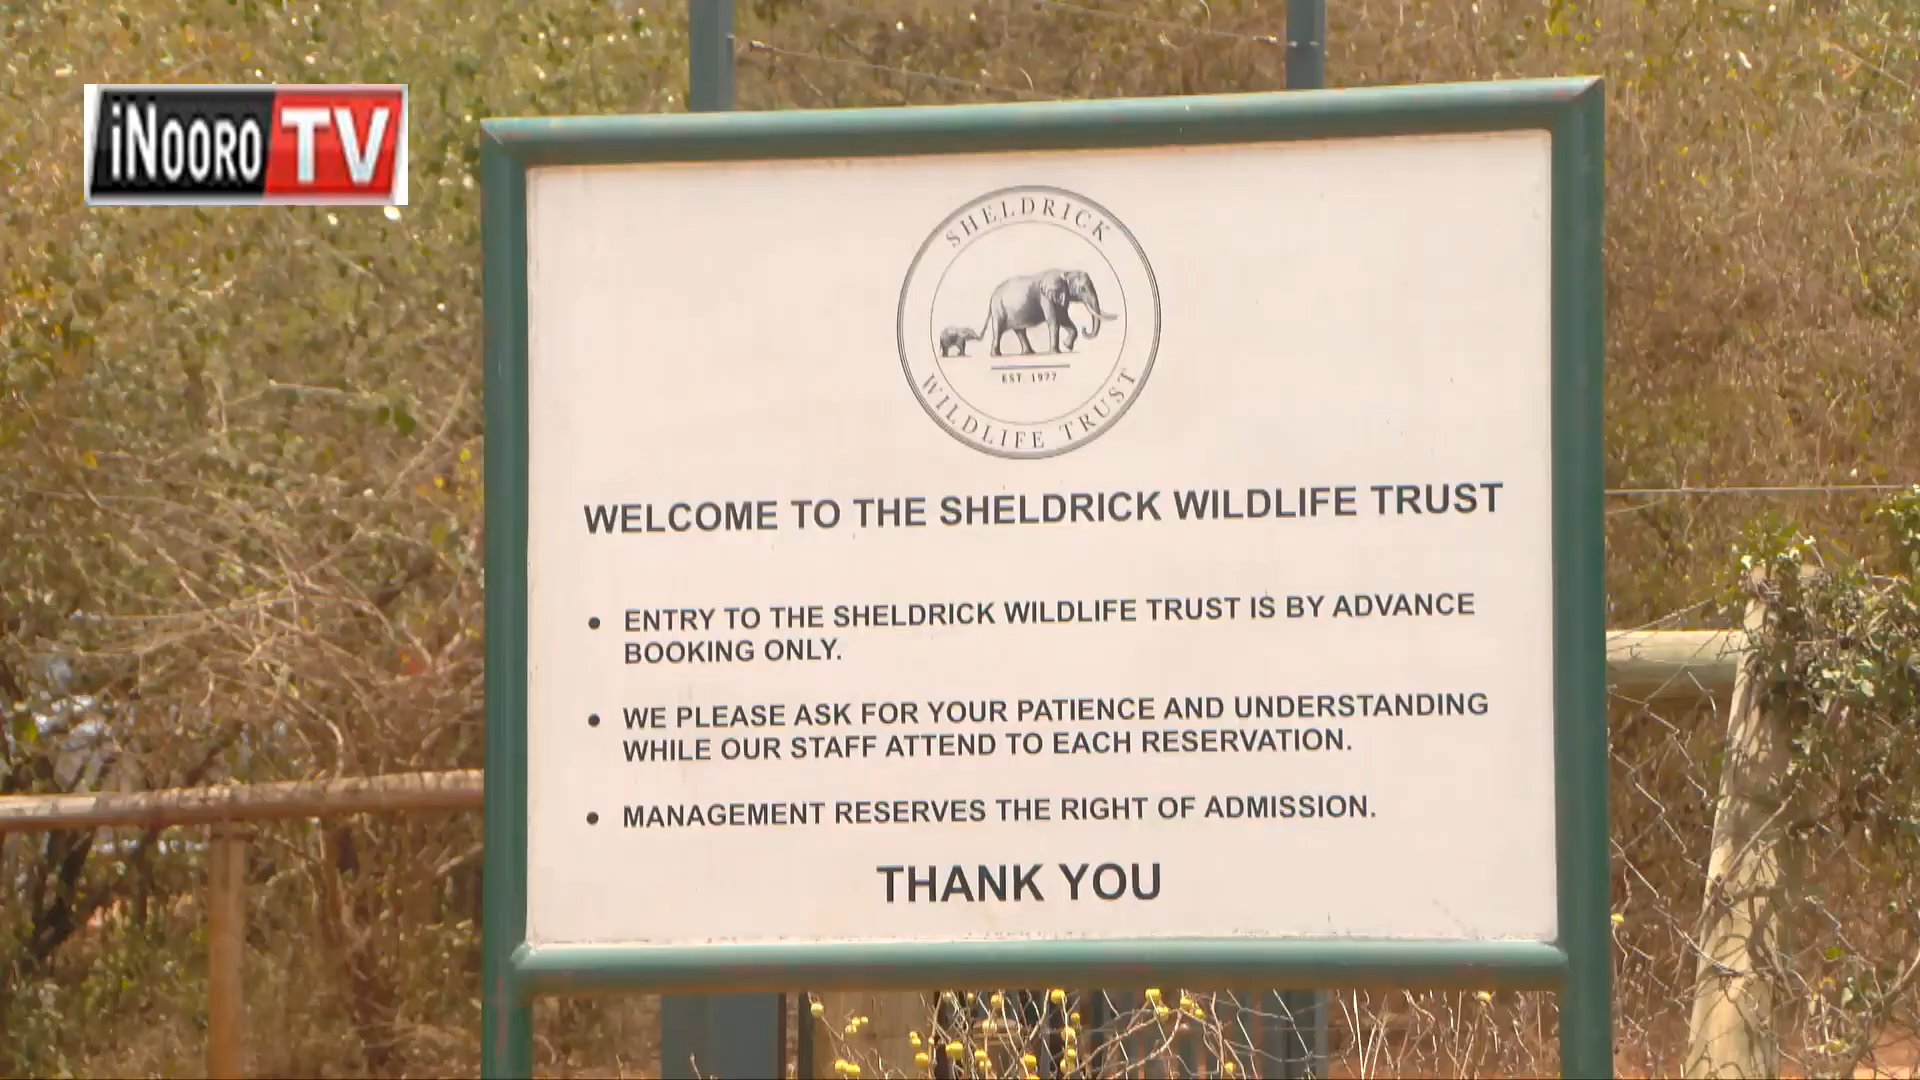 iNOORO TV
SHELDRICK
EST. 1977
WILDLIFE TRUST
WELCOME TO THE SHELDRICK WILDLIFE TRUST
• ENTRY TO THE SHELDRICK WILDLIFE TRUST IS BY ADVANCE
BOOKING ONLY.
• WE PLEASE ASK FOR YOUR PATIENCE AND UNDERSTANDING
WHILE OUR STAFF ATTEND TO EACH RESERVATION.
• MANAGEMENT RESERVES THE RIGHT OF ADMISSION.
THANK YOU